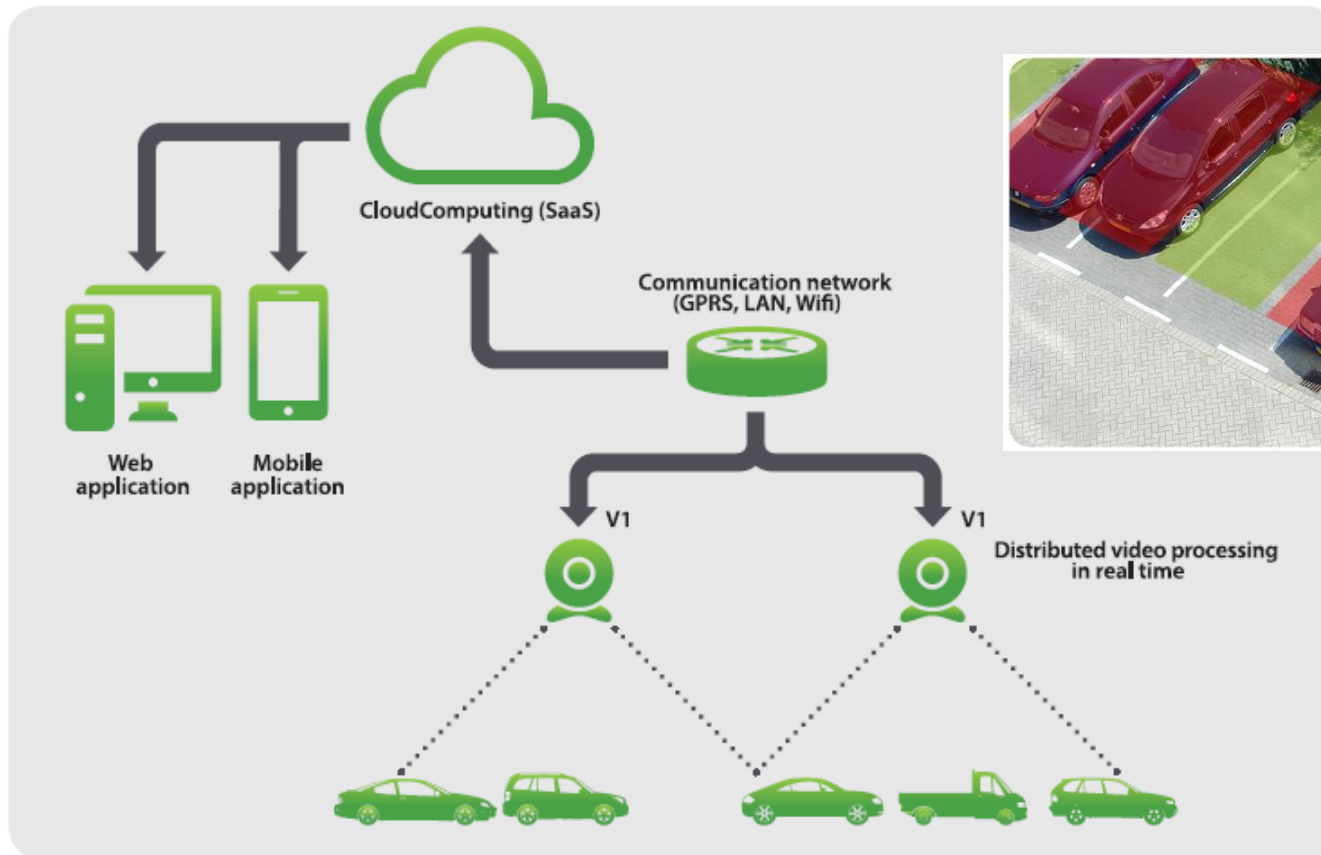 CloudComputing (SaaS)
Communication network
(GPRS, LAN, Wifi)
Web
application
Mobile
application
V1
V1
Distributed video processing
in real time